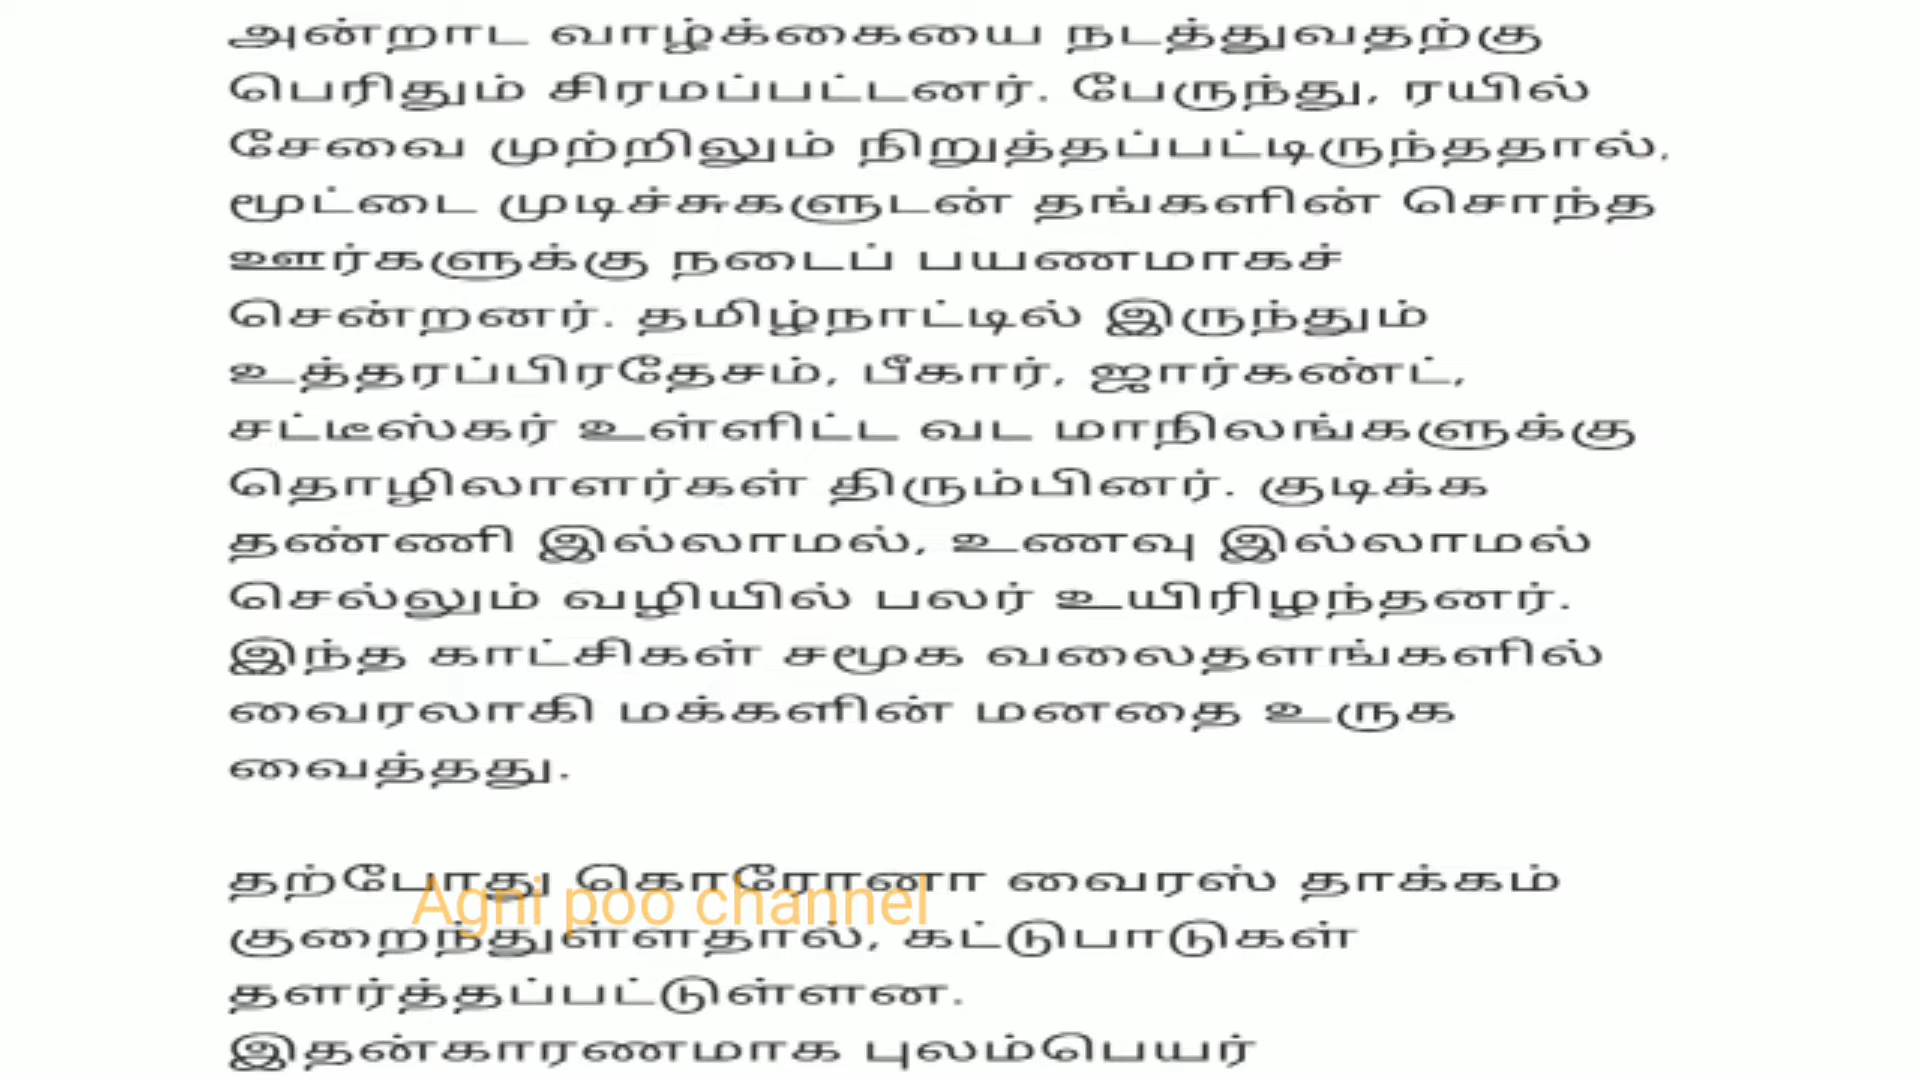 அன்றாட வாழ்க்கையை நடத்துவதற்கு
பெரிதும் சிரமப்பட்டனர். பேருந்து, ரயில்
சேவை முற்றிலும் நிறுத்தப்பட்டிருந்ததால்,
மூட்டை முடிச்சுகளுடன் தங்களின் சொந்த
ஊர்களுக்கு நடைப் பயணமாகச்
சென்றனர். தமிழ்நாட்டில் இருந்தும்
உத்தரப்பிரதேசம், பீகார், ஜார்கண்ட்,
சட்டீஸ்கர் உள்ளிட்ட வட மாநிலங்களுக்கு
தொழிலாளர்கள் திரும்பினர். குடிக்க
தண்ணி இல்லாமல், உணவு இல்லாமல்
செல்லும் வழியில் பலர் உயிரிழந்தனர்.
இந்த காட்சிகள் சமூக வலைதளங்களில்
வைரலாகி மக்களின் மனதை உருக
வைத்தது.
தற்போது கொரோனா வைரஸ் தாக்கம்
Agni poo channel
குறைந்துள்ளதால், கட்டுபாடுகள்
தளர்த்தப்பட்டுள்ளன.
இதன்காரணமாக புலம்பெயர்